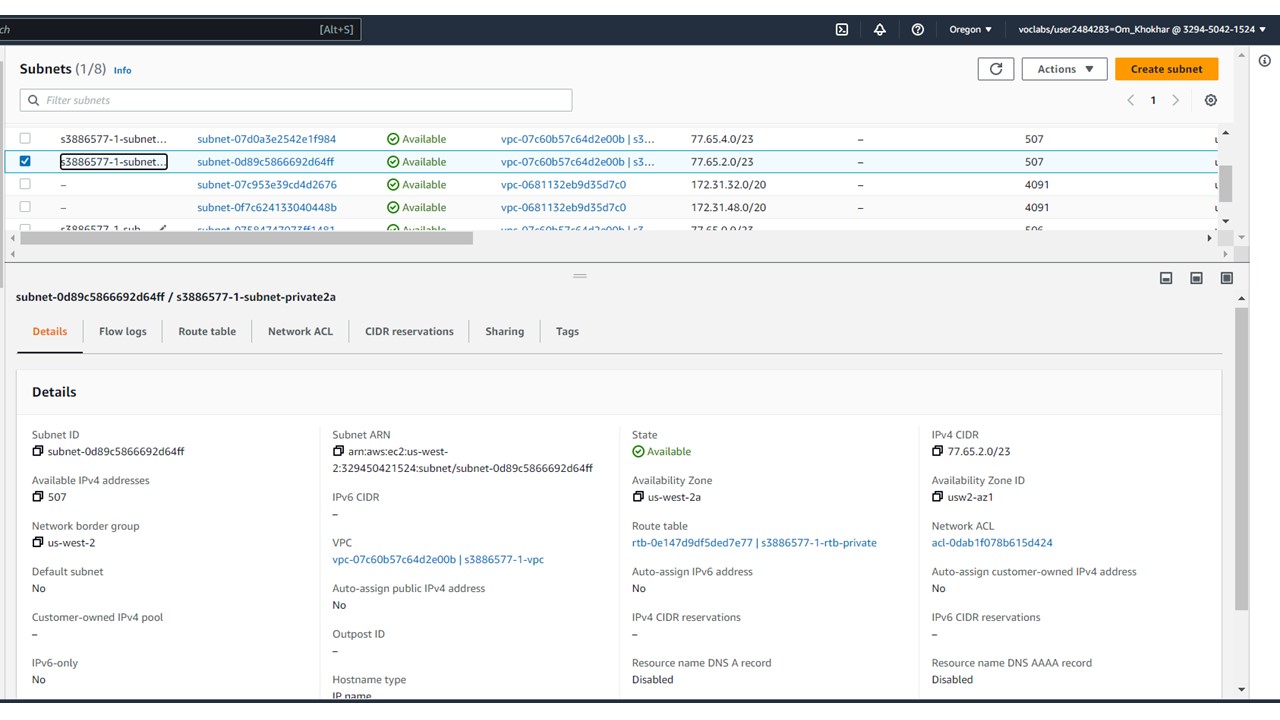 ch [Alt+S] Oregon voclabs/user2484283=Om_Khokhar @ 3294-5042-1524
Subnets (1/8) Info Actions Create subnet
Filter subnets 1
s3886577-1-subnet... subnet-07d0a3e2542e1f984 Available vpc-07c60b57c64d2e00b | s3... 77.65.4.0/23 – 507
s3886577-1-subnet... subnet-0d89c5866692d64ff Available vpc-07c60b57c64d2e00b | s3... 77.65.2.0/23 – 507
– subnet-07c953e39cd4d2676 Available vpc-0681132eb9d35d7c0 172.31.32.0/20 – 4091
– subnet-0f7c624133040448b Available vpc-0681132eb9d35d7c0 172.31.48.0/20 – 4091
subnet-0d89c5866692d64ff / s3886577-1-subnet-private2a
Details Flow logs Route table Network ACL CIDR reservations Sharing Tags
Details
Subnet ID
subnet-0d89c5866692d64ff
Available IPv4 addresses
507
Network border group
us-west-2
Default subnet
No
Customer-owned IPv4 pool
–
IPv6-only
No
Subnet ARN
arn:aws:ec2:us-west-
2:329450421524:subnet/subnet-0d89c5866692d64ff
IPv6 CIDR
–
VPC
vpc-07c60b57c64d2e00b | s3886577-1-vpc
Auto-assign public IPv4 address
No
Outpost ID
–
Hostname type
IP name
State
Available
Availability Zone
us-west-2a
Route table
rtb-0e147d9df5ded7e77 | s3886577-1-rtb-private
Auto-assign IPv6 address
No
IPv4 CIDR reservations
–
Resource name DNS A record
Disabled
IPv4 CIDR
77.65.2.0/23
Availability Zone ID
usw2-az1
Network ACL
acl-0dab1f078b615d424
Auto-assign customer-owned IPv4 address
No
IPv6 CIDR reservations
–
Resource name DNS AAAA record
Disabled